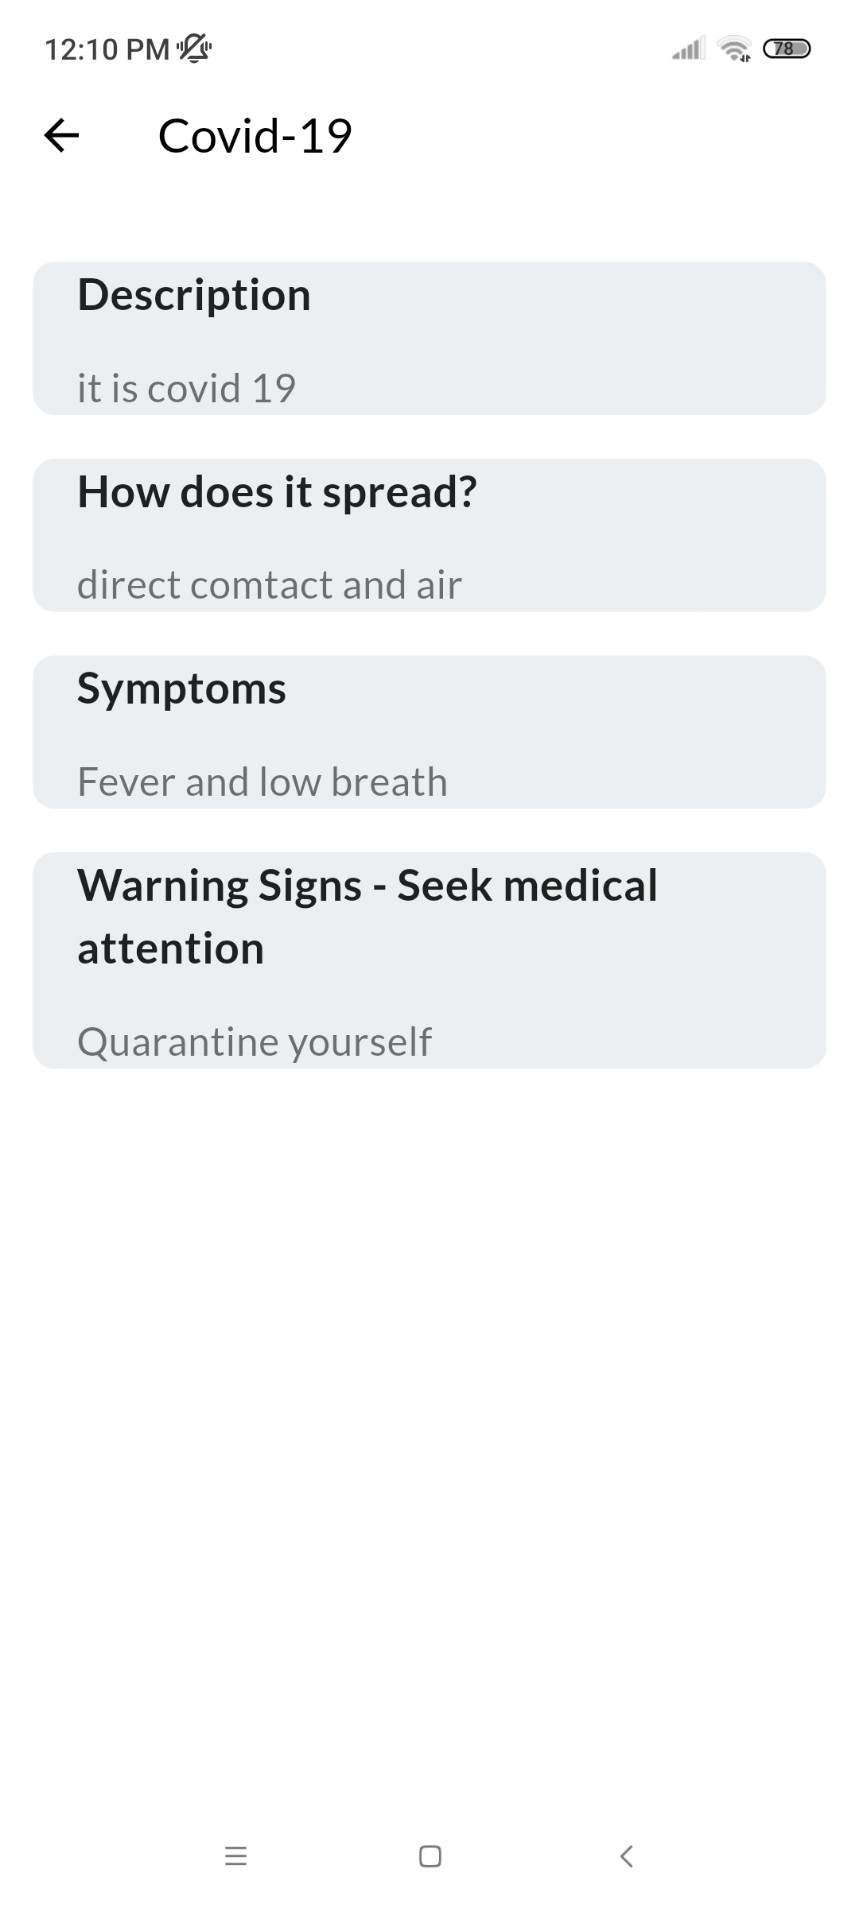 12:10 PM
78
Covid-19
Description
it is covid 19
How does it spread?
direct comtact and air
Symptoms
Fever and low breath
Warning Signs - Seek medical
attention
Quarantine yourself